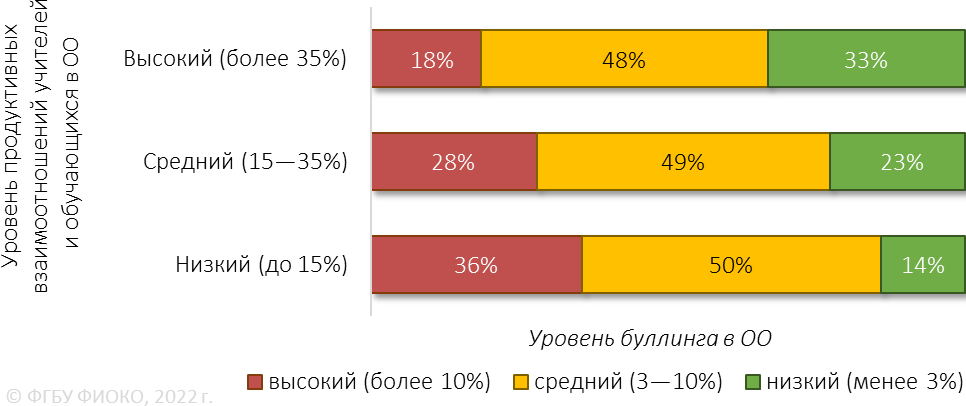 Уровень продуктивных
взаимоотношений учителей
и обучающихся в ОО
Высокий (более 35%)
18%
48%
33%
Средний (15—35%)
28%
49%
23%
Низкий (до 15%)
36%
50%
14%
Уровень буллинга в ОО
высокий (более 10%)
средний (3—10%)
низкий (менее 3%)
© ФГБУ ФИОКО, 2022 г.